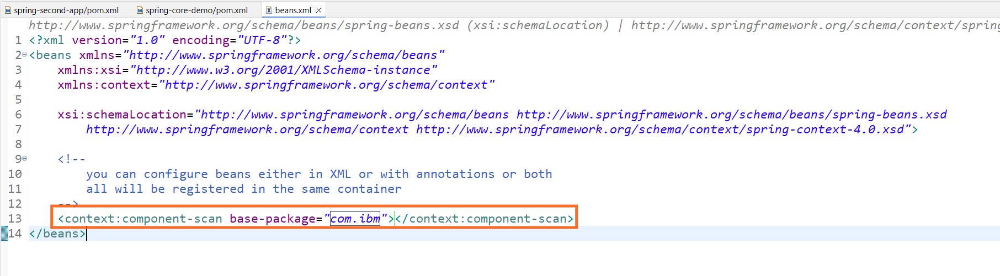 spring-second-app/pom.xml spring-core-demo/pom.xml beans.xml
http://www.springframework.org/schema/beans/spring-beans.xsd (xsi:schemaLocation) | http://www.springframework.org/schema/context/spring
1 <?xml version="1.0" encoding="UTF-8"?>
2 <beans xmlns="http://www.springframework.org/schema/beans"
3 xmlns:xsi="http://www.w3.org/2001/XMLSchema-instance"
4 xmlns:context="http://www.springframework.org/schema/context"
5
6 xsi:schemaLocation="http://www.springframework.org/schema/beans http://www.springframework.org/schema/beans/spring-beans.xsd
7 http://www.springframework.org/schema/context http://www.springframework.org/schema/context/spring-context-4.0.xsd">
8
9 <!--
10 you can configure beans either in XML or with annotations or both
11 all will be registered in the same container
12 -->
13 <context:component-scan base-package="com.ibm"></context:component-scan>
14 </beans>